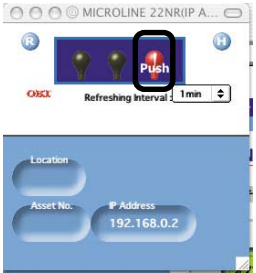 MICROLINE 22NR(IP A...
R
H
Push
OKI
Refreshing Interval :
1min
Location
Asset No.
IP Address
192.168.0.2